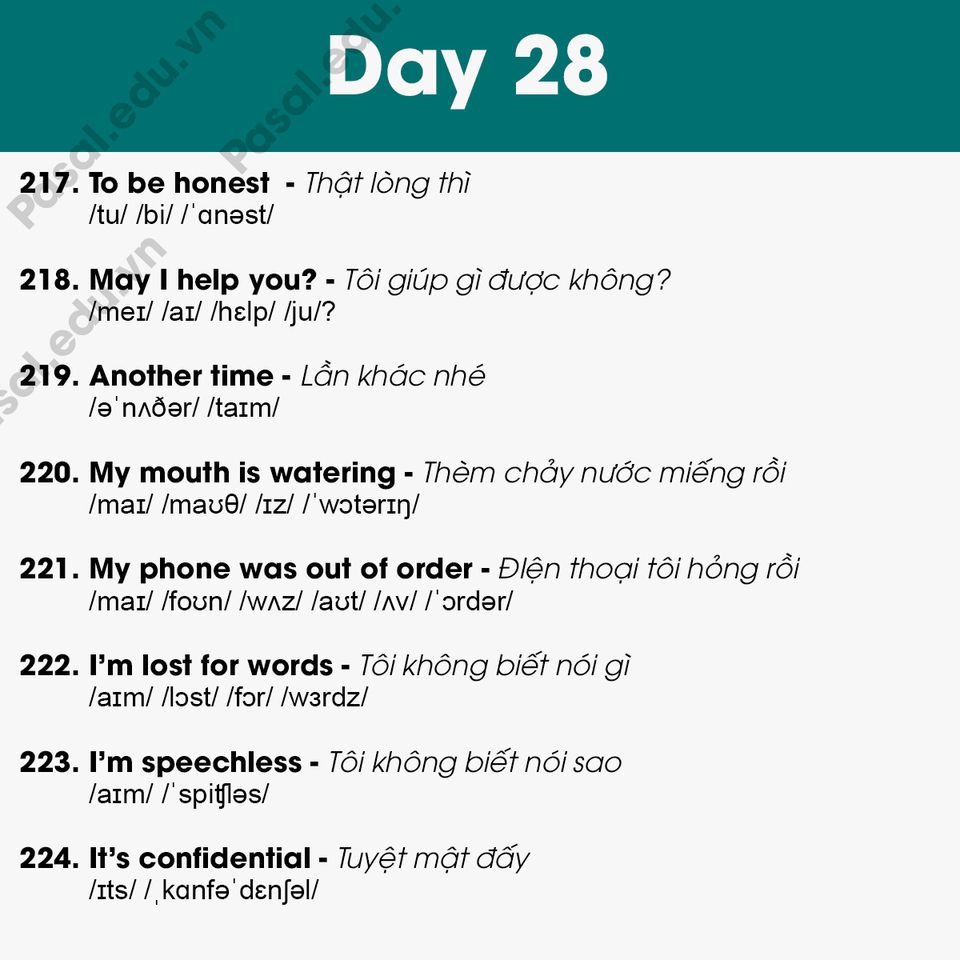 Day 28
Pasal.edu.vn
Pasal.edu.
217. To be honest - Thật lòng thì
/tu/ /bi/ /ˈɑnəst/
218. May I help you? - Tôi giúp gì được không?
/meɪ/ /aɪ/ /hɛlp/ /ju/?
asal.edu.vn
219. Another time - Lần khác nhé
/əˈnʌðər/ /taɪm/
220. My mouth is watering - Thèm chảy nước miếng rồi
/maɪ/ /maʊθ/ /ɪz/ /ˈwɔtərɪŋ/
221. My phone was out of order - Điện thoại tôi hỏng rồi
/maɪ/ /foʊn/ /wʌz/ /aʊt/ /ʌv/ /ˈɔrdər/
222. I’m lost for words - Tôi không biết nói gì
/aɪm/ /lɔst/ /fɔr/ /wɜrdz/
223. I’m speechless - Tôi không biết nói sao
/aɪm/ /ˈspiʧləs/
224. It’s confidential - Tuyệt mật đấy
/ɪts/ /ˌkɑnfəˈdɛnʃəl/